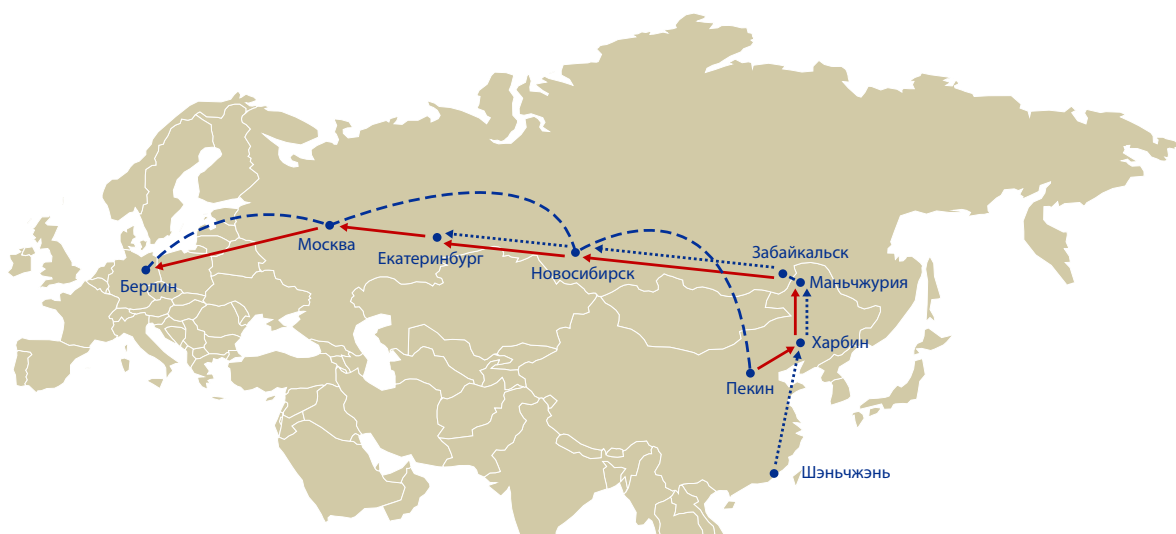 Москва
Екатеринбург
Забайкальск
Новосибирск
Маньчжурия
Берлин
Харбин
Пекин
Шэньчжэнь